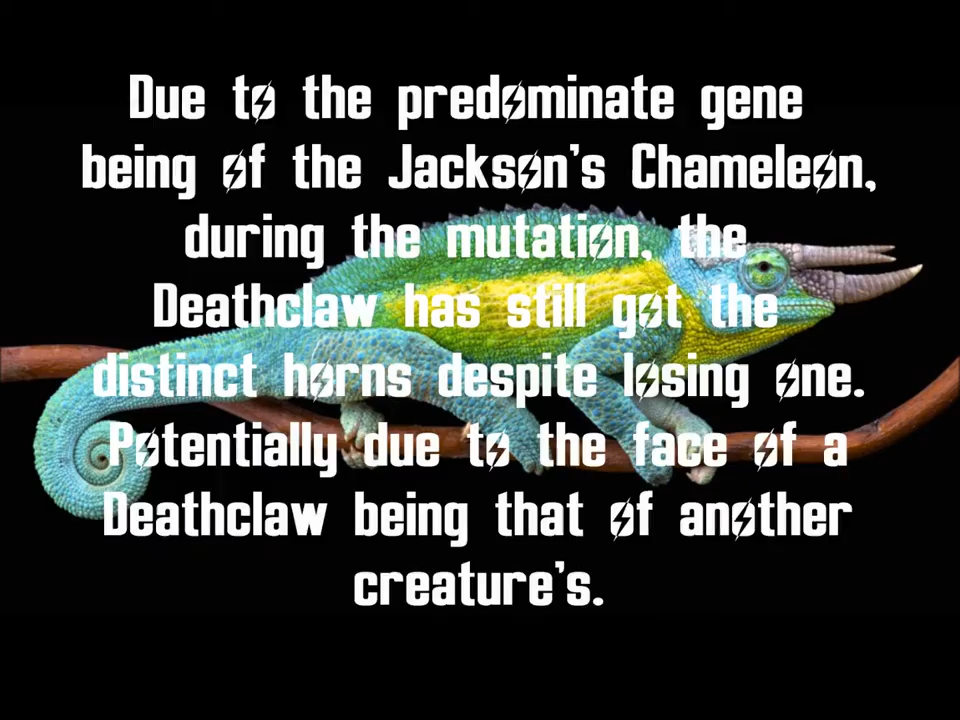 Due to the predominate gene
being of the Jackson's Chameleon,
during the mutation, the
Deathclaw has still got the
distinct horns despite losing one.
Potentially due to the face of a
Deathclaw being that of another
creature's.